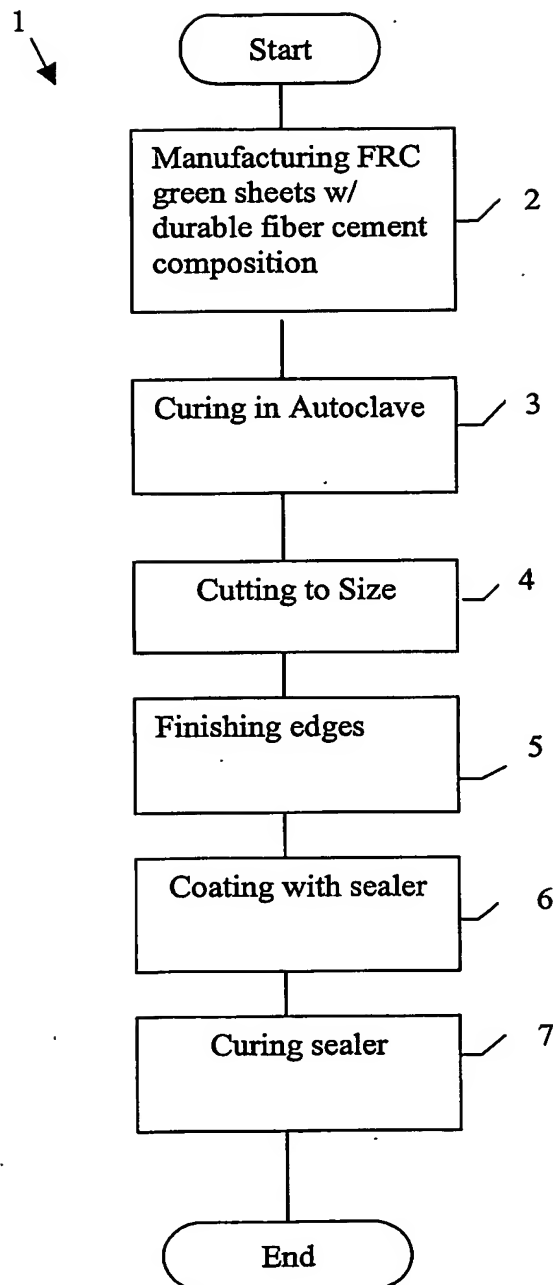 1
Start
Manufacturing FRC
green sheets w/
durable fiber cement
composition
2
Curing in Autoclave
3
Cutting to Size
4
Finishing edges
5
Coating with sealer
6
Curing sealer
7
End